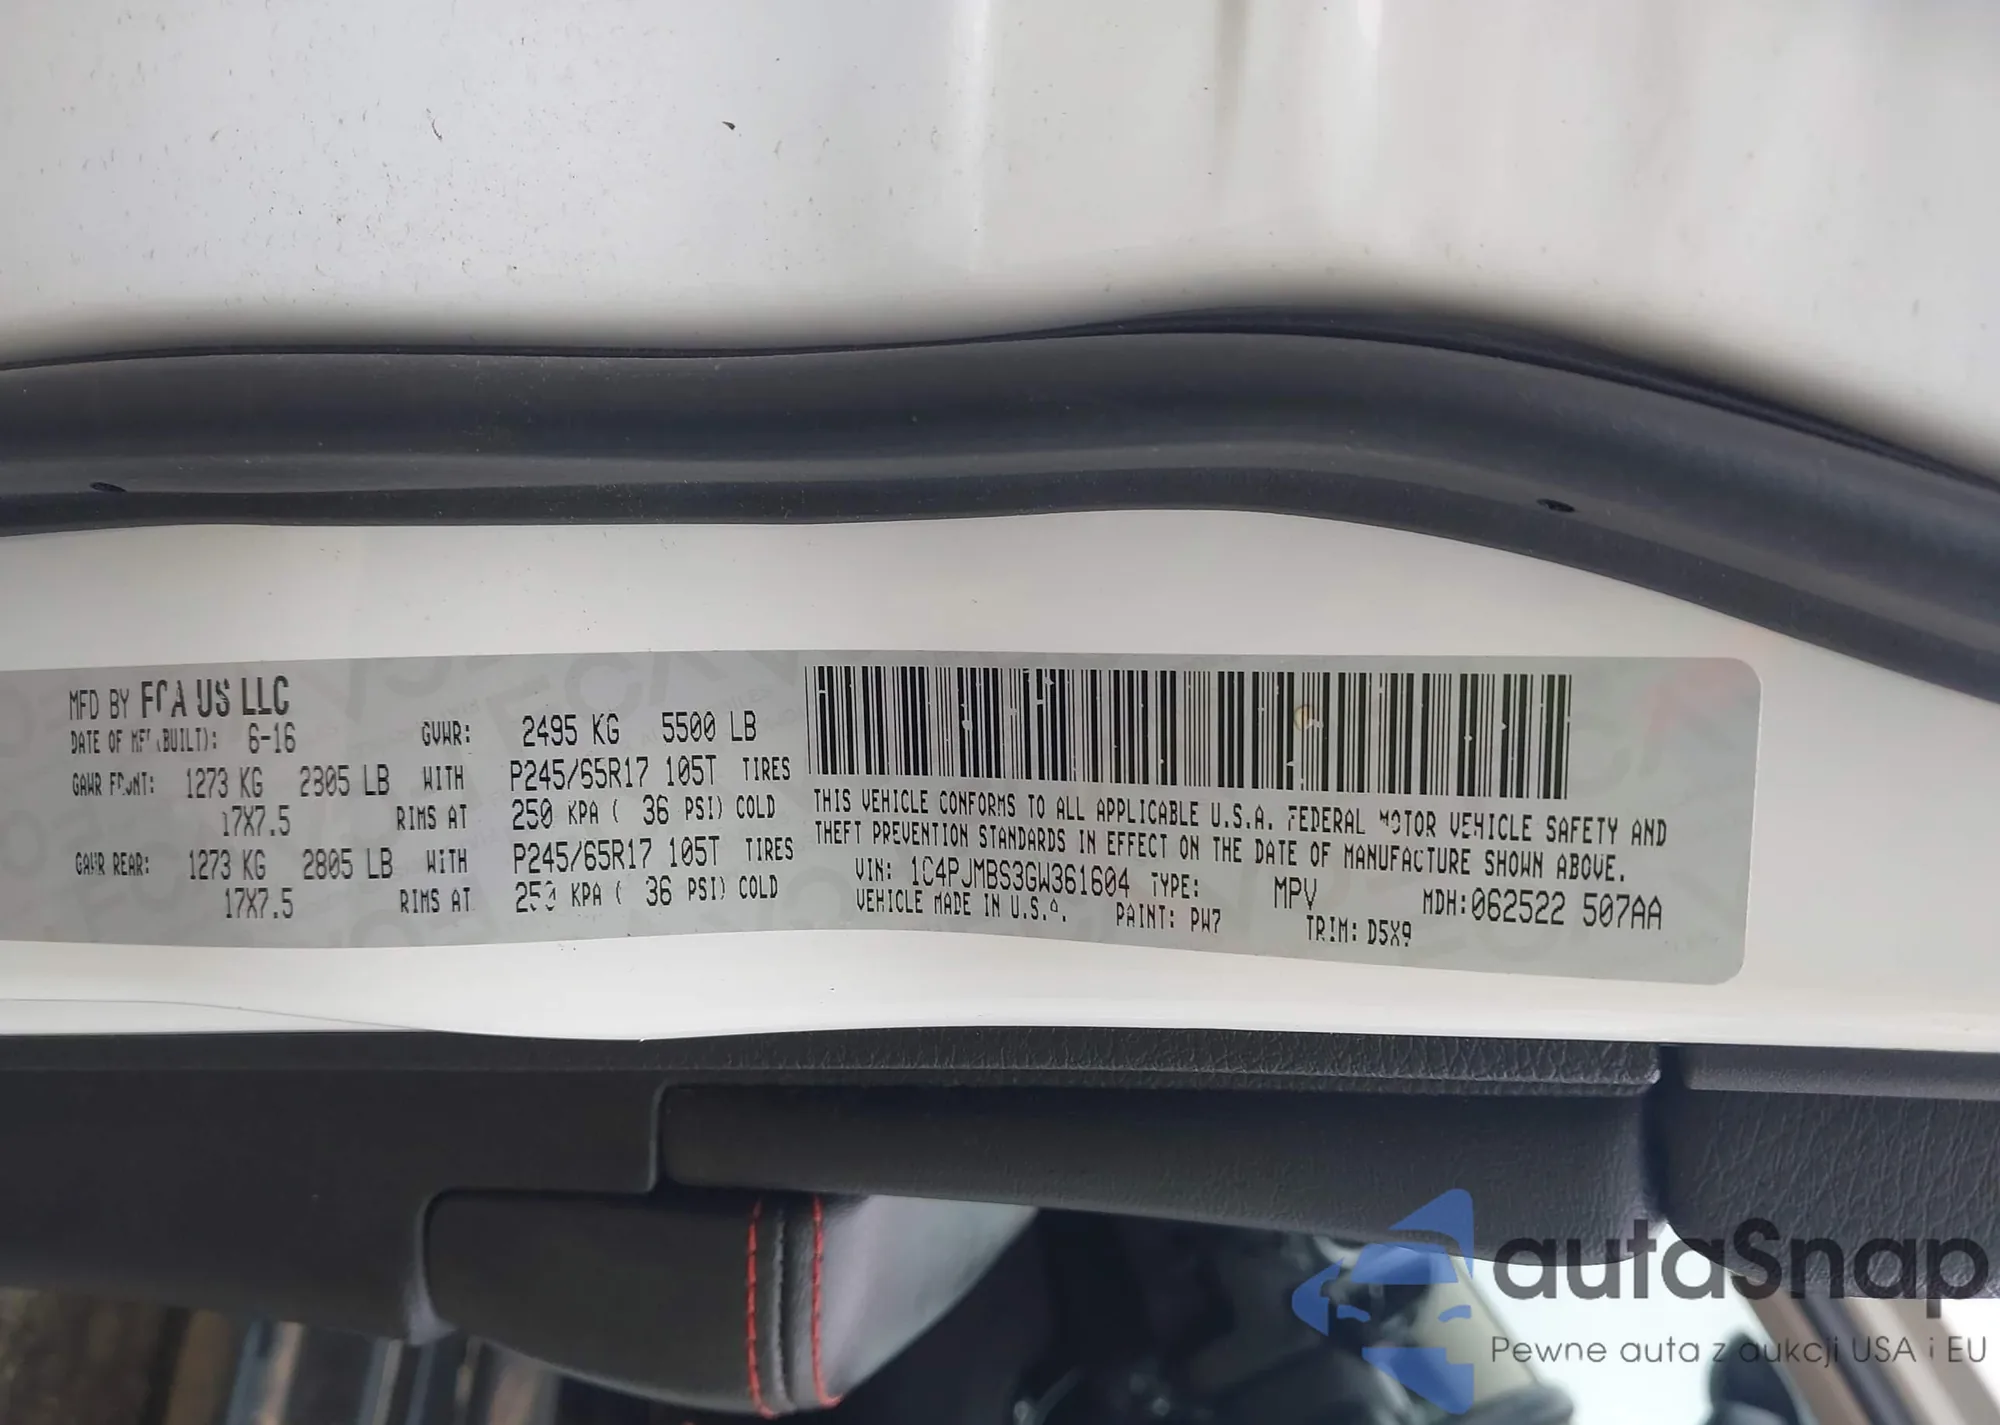 MFD BY FCA US LLC
DATE OF MFR (BUILT): 6-16 GVWR: 2495 KG 5500 LB
GAWR FRONT: 1273 KG 2805 LB WITH P245/65R17 105T TIRES
17X7.5 RIMS AT 250 KPA ( 36 PSI) COLD
GAWR REAR: 1273 KG 2805 LB WITH P245/65R17 105T TIRES
17X7.5 RIMS AT 250 KPA ( 36 PSI) COLD
THIS VEHICLE CONFORMS TO ALL APPLICABLE U.S.A. FEDERAL MOTOR VEHICLE SAFETY AND
THEFT PREVENTION STANDARDS IN EFFECT ON THE DATE OF MANUFACTURE SHOWN ABOVE.
VIN: 1C4PJMBS3GW361604 TYPE: MPV MDH:062522 507AA
VEHICLE MADE IN U.S.A. PAINT: PW7 TRIM: D5X9
autaSnap
Pewne auta z aukcji USA i EU